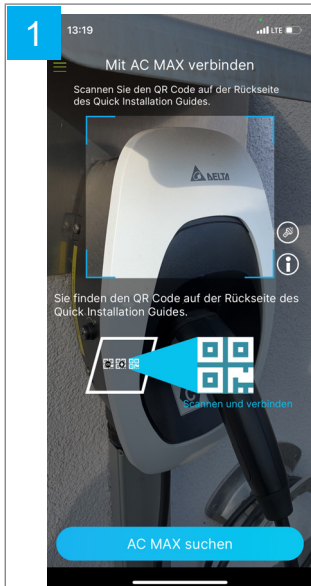 1
13:19
LTE
Mit AC MAX verbinden
Scannen Sie den QR Code auf der Rückseite
des Quick Installation Guides.
DELTA
Sie finden den QR Code auf der Rückseite des
Quick Installation Guides.
Scannen und verbinden
AC MAX suchen